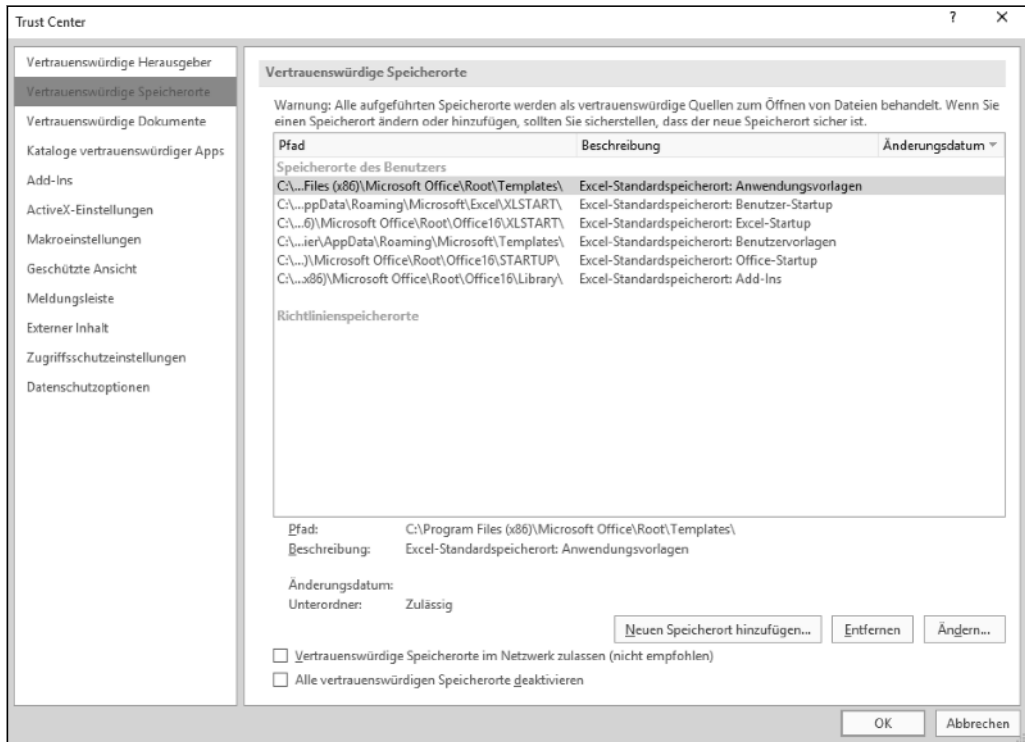 Trust Center
?
Vertrauenswürdige Herausgeber
Vertrauenswürdige Speicherorte
Vertrauenswürdige Dokumente
Kataloge vertrauenswürdiger Apps
Add-Ins
ActiveX-Einstellungen
Makroeinstellungen
Geschützte Ansicht
Meldungsleiste
Externer Inhalt
Zugriffsschutzeinstellungen
Datenschutzoptionen
Vertrauenswürdige Speicherorte
Warnung: Alle aufgeführten Speicherorte werden als vertrauenswürdige Quellen zum Öffnen von Dateien behandelt. Wenn Sie
einen Speicherort ändern oder hinzufügen, sollten Sie sicherstellen, dass der neue Speicherort sicher ist.
Pfad Beschreibung Änderungsdatum
Speicherorte des Benutzers
C:\...Files (x86)\Microsoft Office\Root\Templates\ Excel-Standardspeicherort: Anwendungsvorlagen
C:\...ppData\Roaming\Microsoft\Excel\XLSTART\ Excel-Standardspeicherort: Benutzer-Startup
C:\...6)\Microsoft Office\Root\Office16\XLSTART\ Excel-Standardspeicherort: Excel-Startup
C:\...ier\AppData\Roaming\Microsoft\Templates\ Excel-Standardspeicherort: Benutzervorlagen
C:\...)\Microsoft Office\Root\Office16\STARTUP\ Excel-Standardspeicherort: Office-Startup
C:\...x86)\Microsoft Office\Root\Office16\Library\ Excel-Standardspeicherort: Add-Ins
Richtlinienspeicherorte
Pfad: C:\Program Files (x86)\Microsoft Office\Root\Templates\
Beschreibung: Excel-Standardspeicherort: Anwendungsvorlagen
Änderungsdatum:
Unterordner: Zulässig
Neuen Speicherort hinzufügen... Entfernen Ändern...
Vertrauenswürdige Speicherorte im Netzwerk zulassen (nicht empfohlen)
Alle vertrauenswürdigen Speicherorte deaktivieren
OK Abbrechen